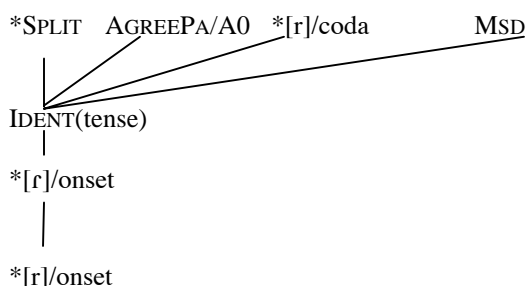 *SPLIT AGREEPA/A0 *[r]/coda MSD
IDENT(tense)
*[ɾ]/onset
*[r]/onset